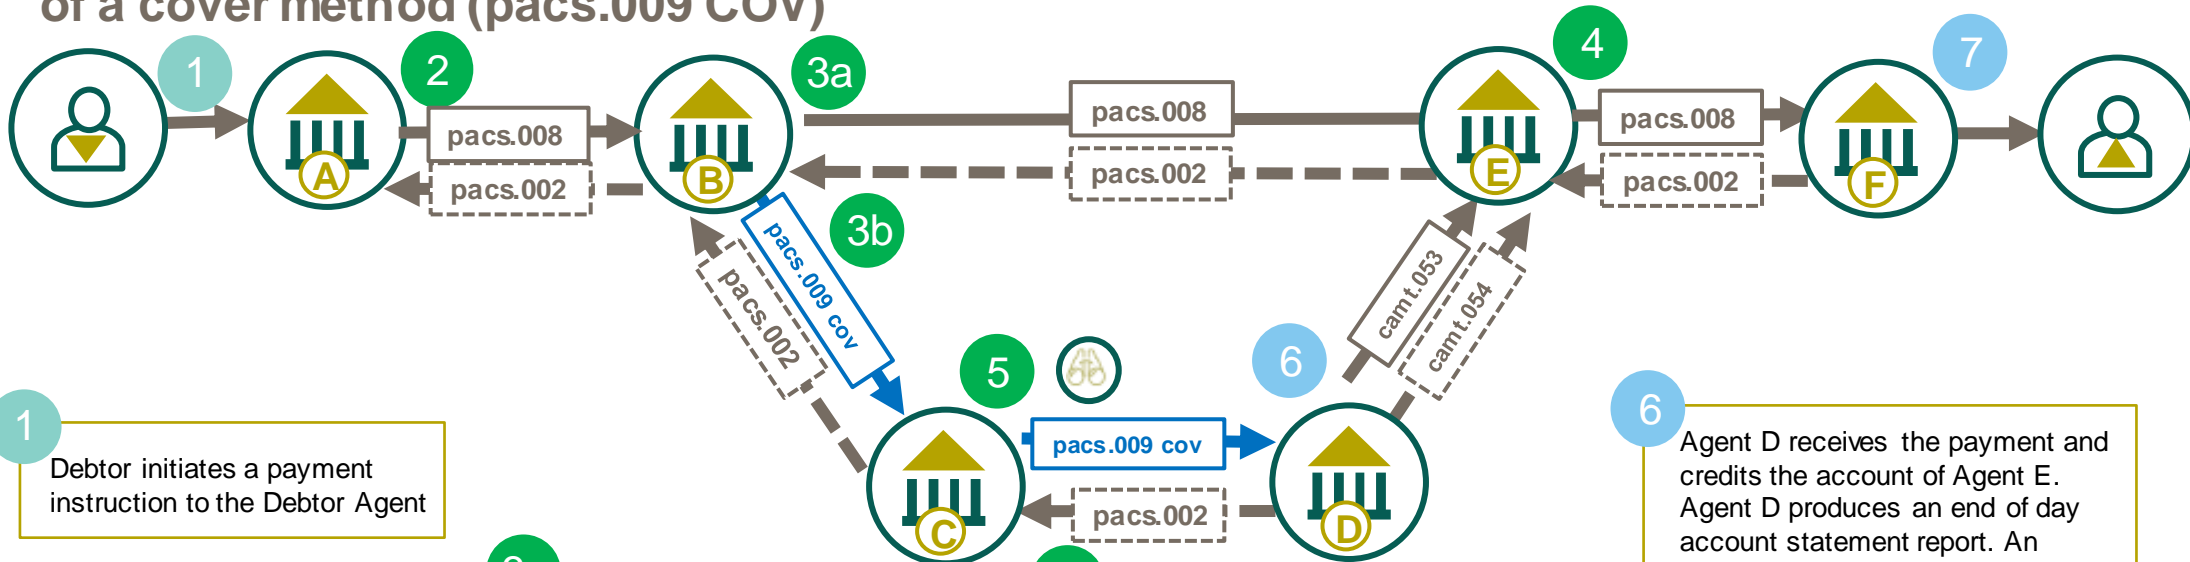 of a cover method (pacs.009 COV)
1
2
3a
4
7
pacs.008
pacs.008
pacs.008
pacs.002
pacs.002
pacs.002
A
B
E
F
3b
pacs.009 cov
pacs.002
camt.053
camt.054
5
6
pacs.009 cov
pacs.002
C
D
1
Debtor initiates a payment
instruction to the Debtor Agent
6
Agent D receives the payment and
credits the account of Agent E.
Agent D produces an end of day
account statement report. An